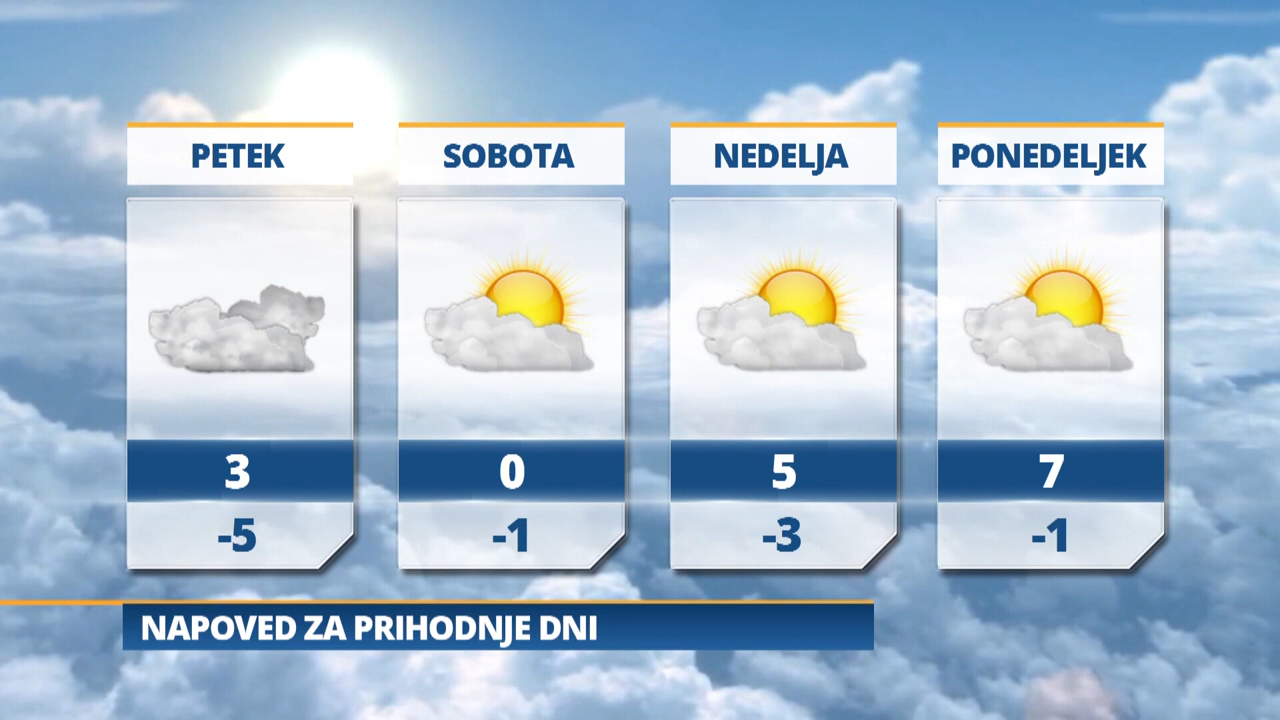 PETEK
SOBOTA
NEDELJA
PONEDELJEK
3
0
5
7
-5
-1
-3
-1
NAPOVED ZA PRIHODNJE DNI